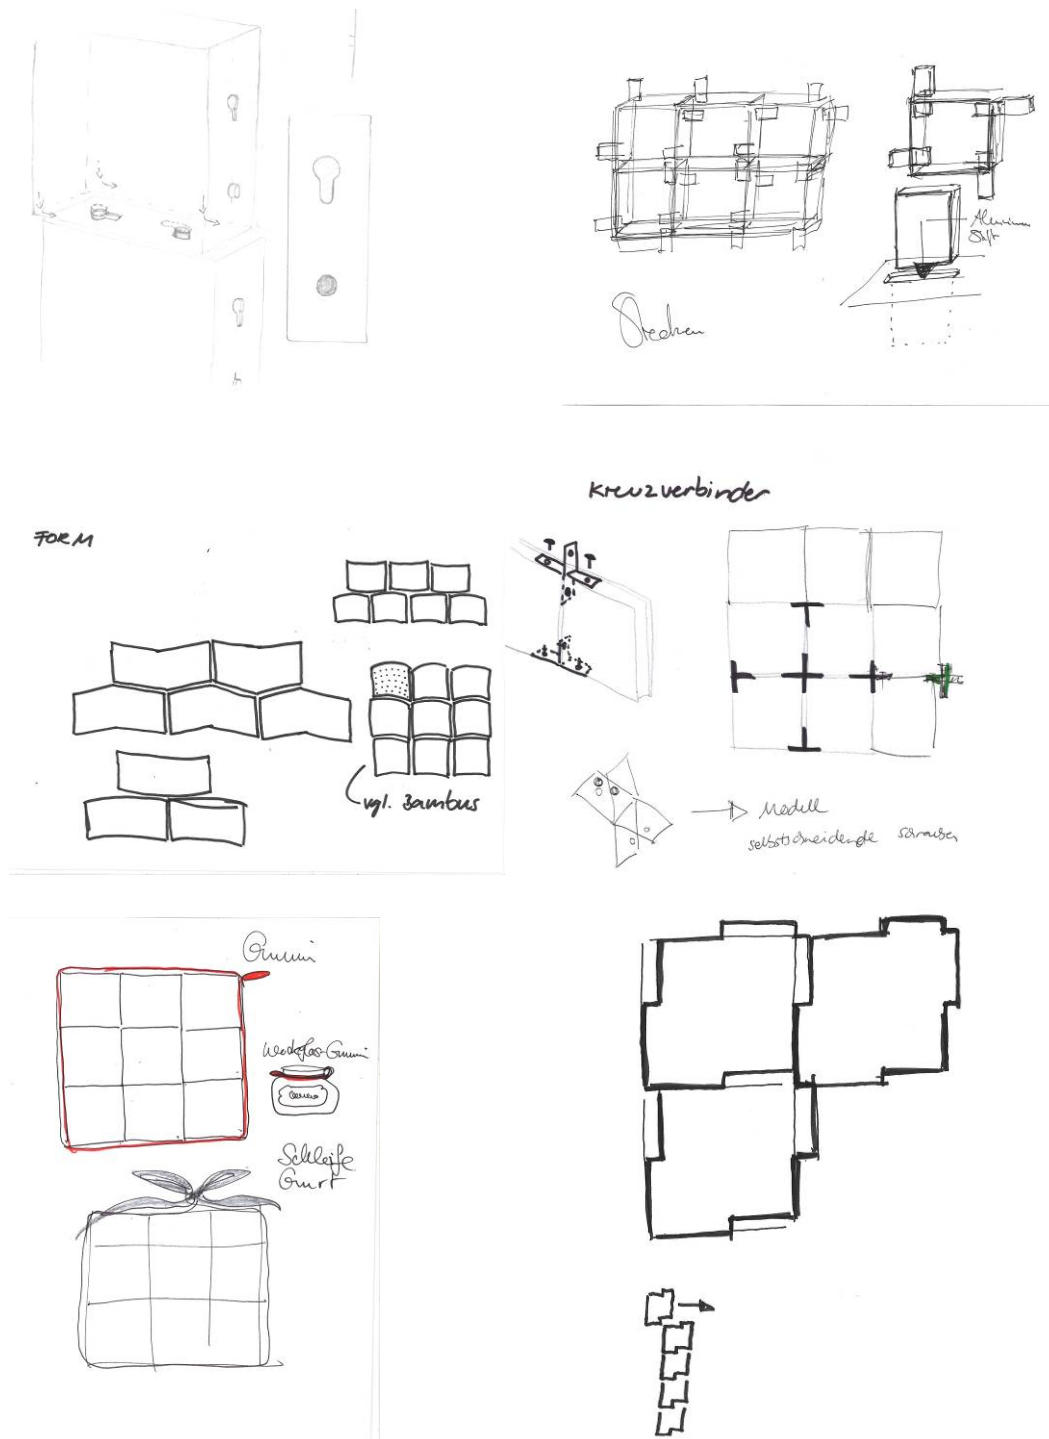 Aluminium
Stift
Stecken
Kreuzverbinder
FORM
vgl. Bambus
Modell
selbstschneidende Schrauben
Gummi
Weckglas-Gummi
Schleife
Gurt